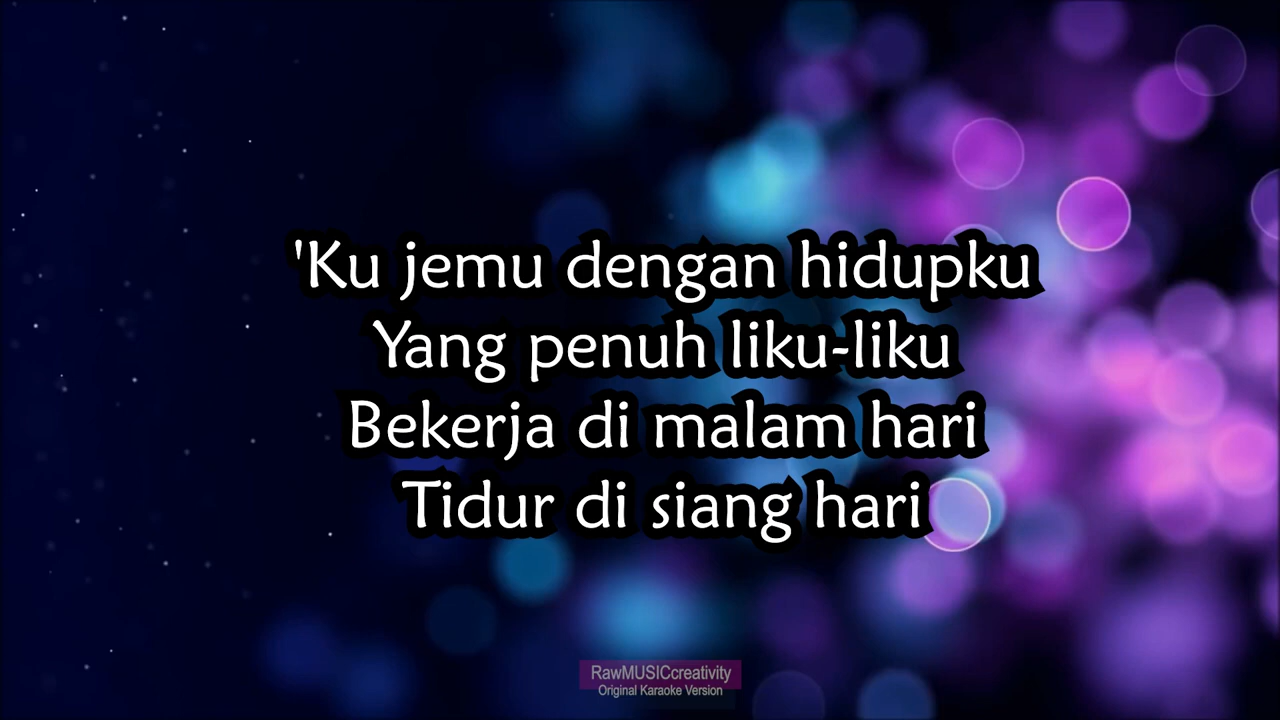 'Ku jemu dengan hidupku
Yang penuh liku-liku
Bekerja di malam hari
Tidur di siang hari
RawMUSICcreativity
Original Karaoke Version